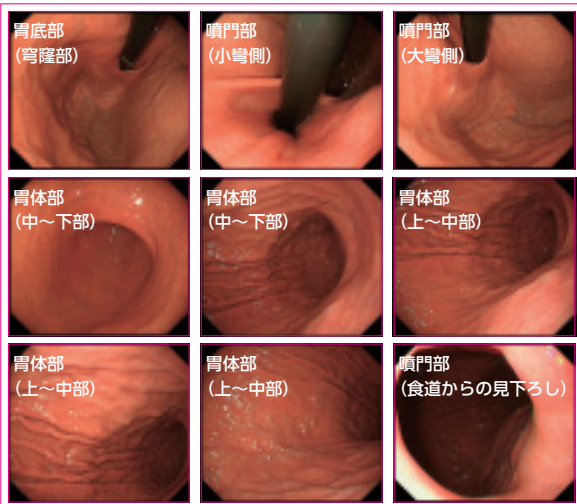 胃底部
（穹窿部）
噴門部
（小彎側）
噴門部
（大彎側）
胃体部
（中〜下部）
胃体部
（中〜下部）
胃体部
（上〜中部）
胃体部
（上〜中部）
胃体部
（上〜中部）
噴門部
（食道からの見下ろし）